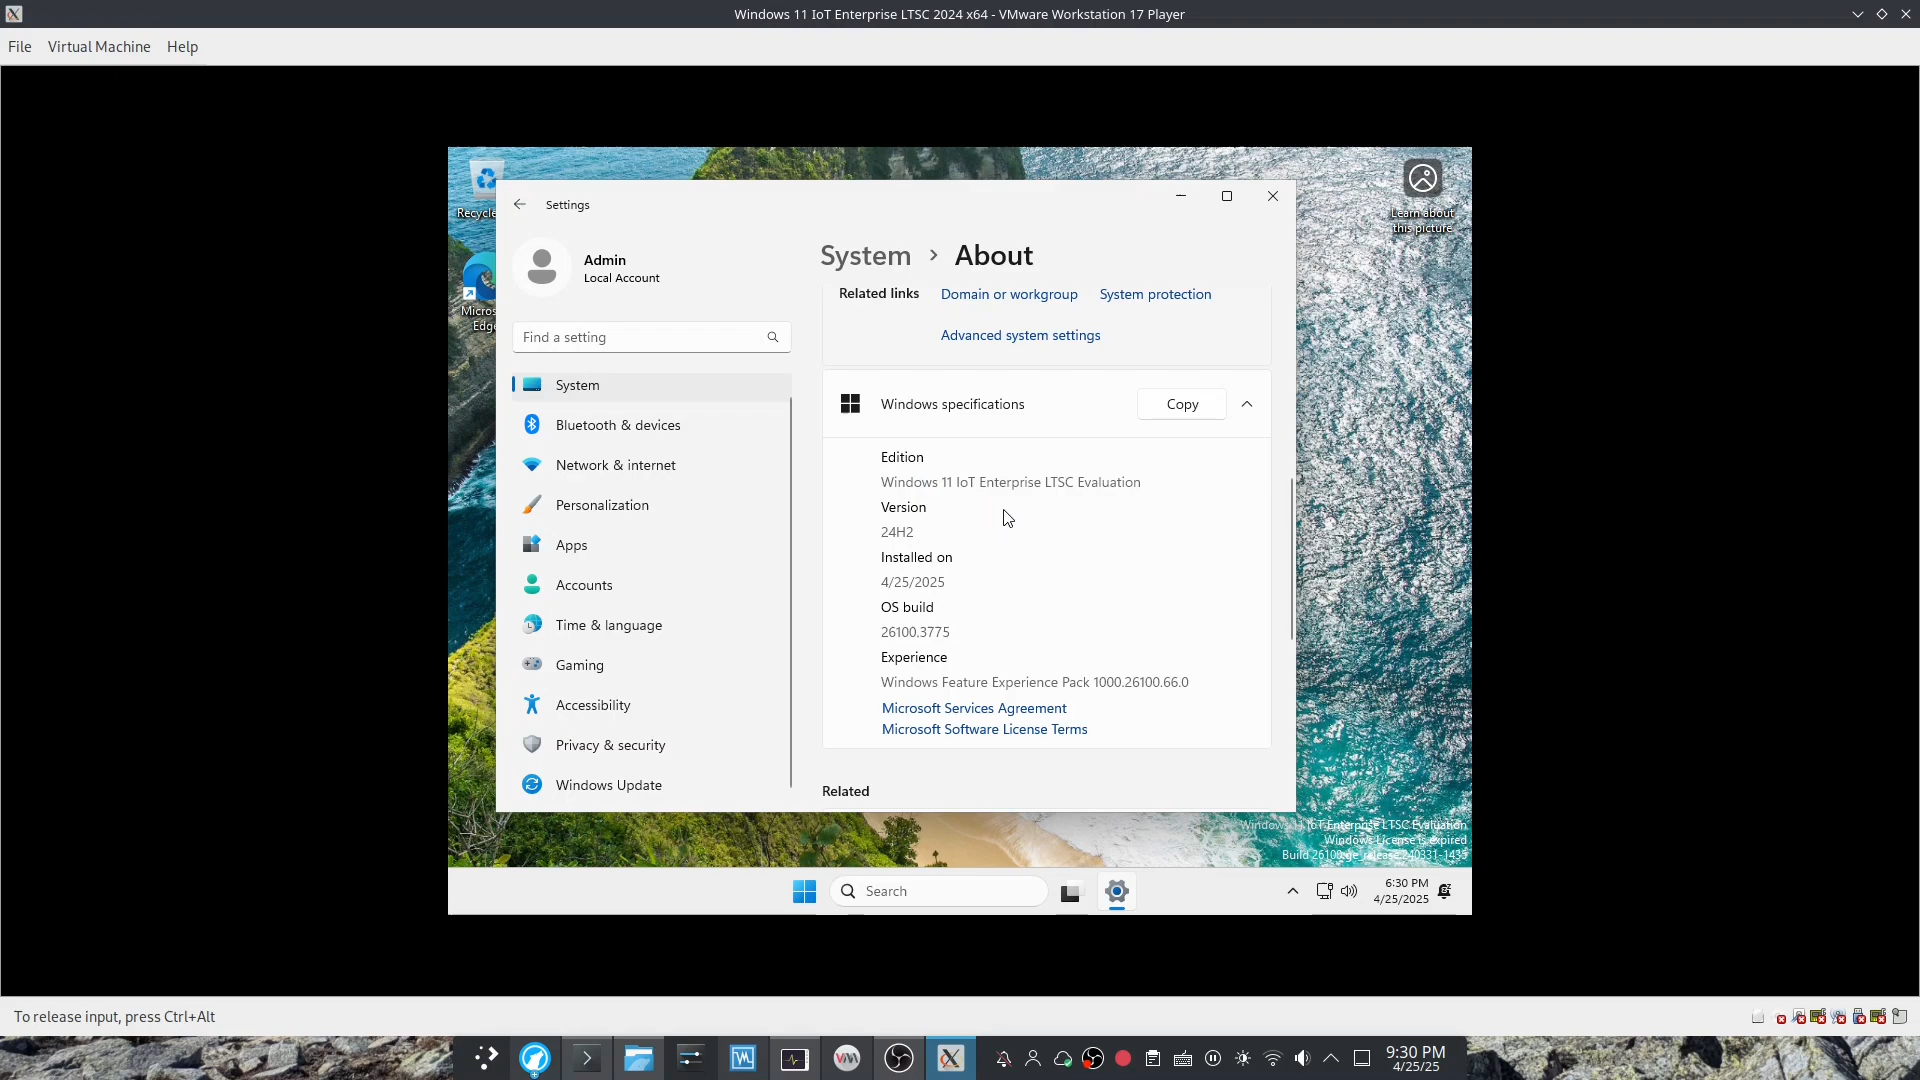 Windows 11 IoT Enterprise LTSC 2024 x64 - VMware Workstation 17 Player
File Virtual Machine Help
Recycle
Learn about
this picture
Edge
Settings
Admin
Local Account
Find a setting
System
Bluetooth & devices
Network & internet
Personalization
Apps
Accounts
Time & language
Gaming
Accessibility
Privacy & security
Windows Update
System > About
Related links Domain or workgroup System protection
Advanced system settings
Windows specifications Copy
Edition
Windows 11 IoT Enterprise LTSC Evaluation
Version
24H2
Installed on
4/25/2025
OS build
26100.3775
Experience
Windows Feature Experience Pack 1000.26100.66.0
Microsoft Services Agreement
Microsoft Software License Terms
Related
Windows 11 IoT Enterprise LTSC Evaluation
Windows License is expired
Build 26100.ge_release.240331-1435
Search
6:30 PM
4/25/2025
To release input, press Ctrl+Alt
9:30 PM
4/25/25